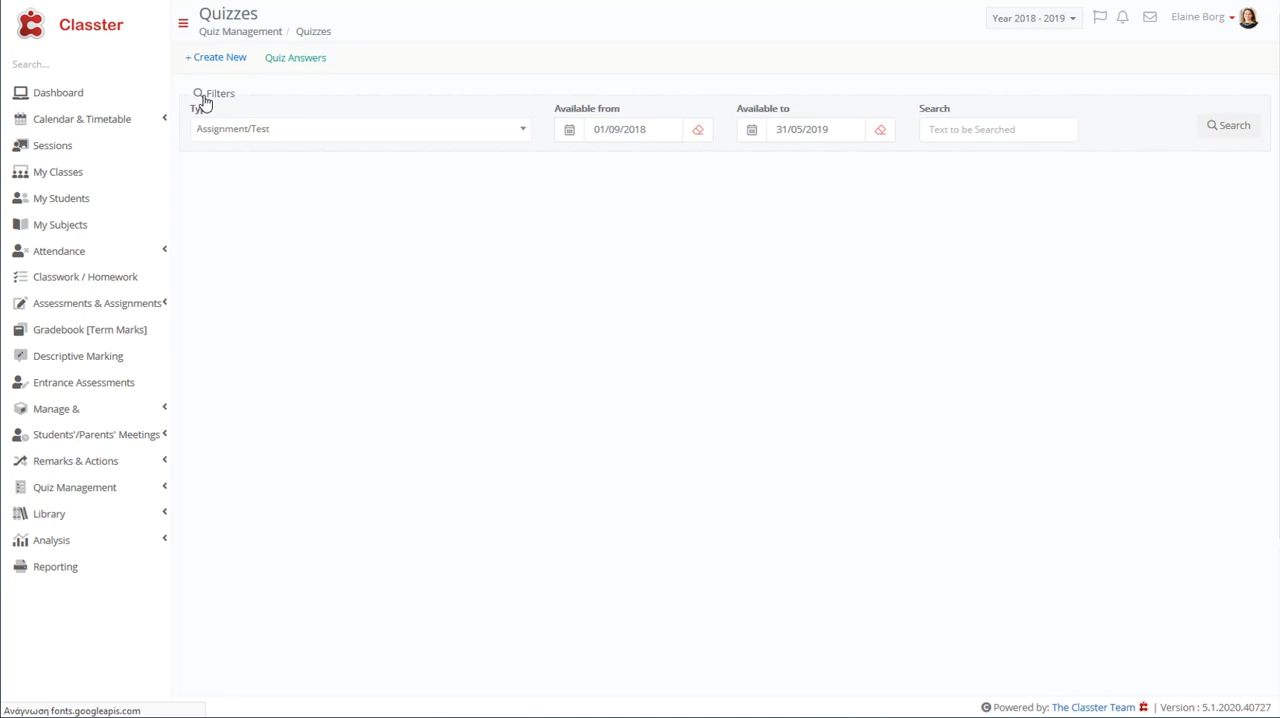 Classter
Quizzes
Quiz Management / Quizzes
Year 2018 - 2019
Elaine Borg
+ Create New
Quiz Answers
Search...
Dashboard
Calendar & Timetable
Sessions
My Classes
My Students
My Subjects
Attendance
Classwork / Homework
Assessments & Assignments
Gradebook [Term Marks]
Descriptive Marking
Entrance Assessments
Manage &
Students'/Parents' Meetings
Remarks & Actions
Quiz Management
Library
Analysis
Reporting
Filters
Available from
Available to
Search
Assignment/Test
01/09/2018
31/05/2019
Text to be Searched
Search
Ανάγνωση fonts.googleapis.com
Powered by: The Classter Team | Version : 5.1.2020.40727